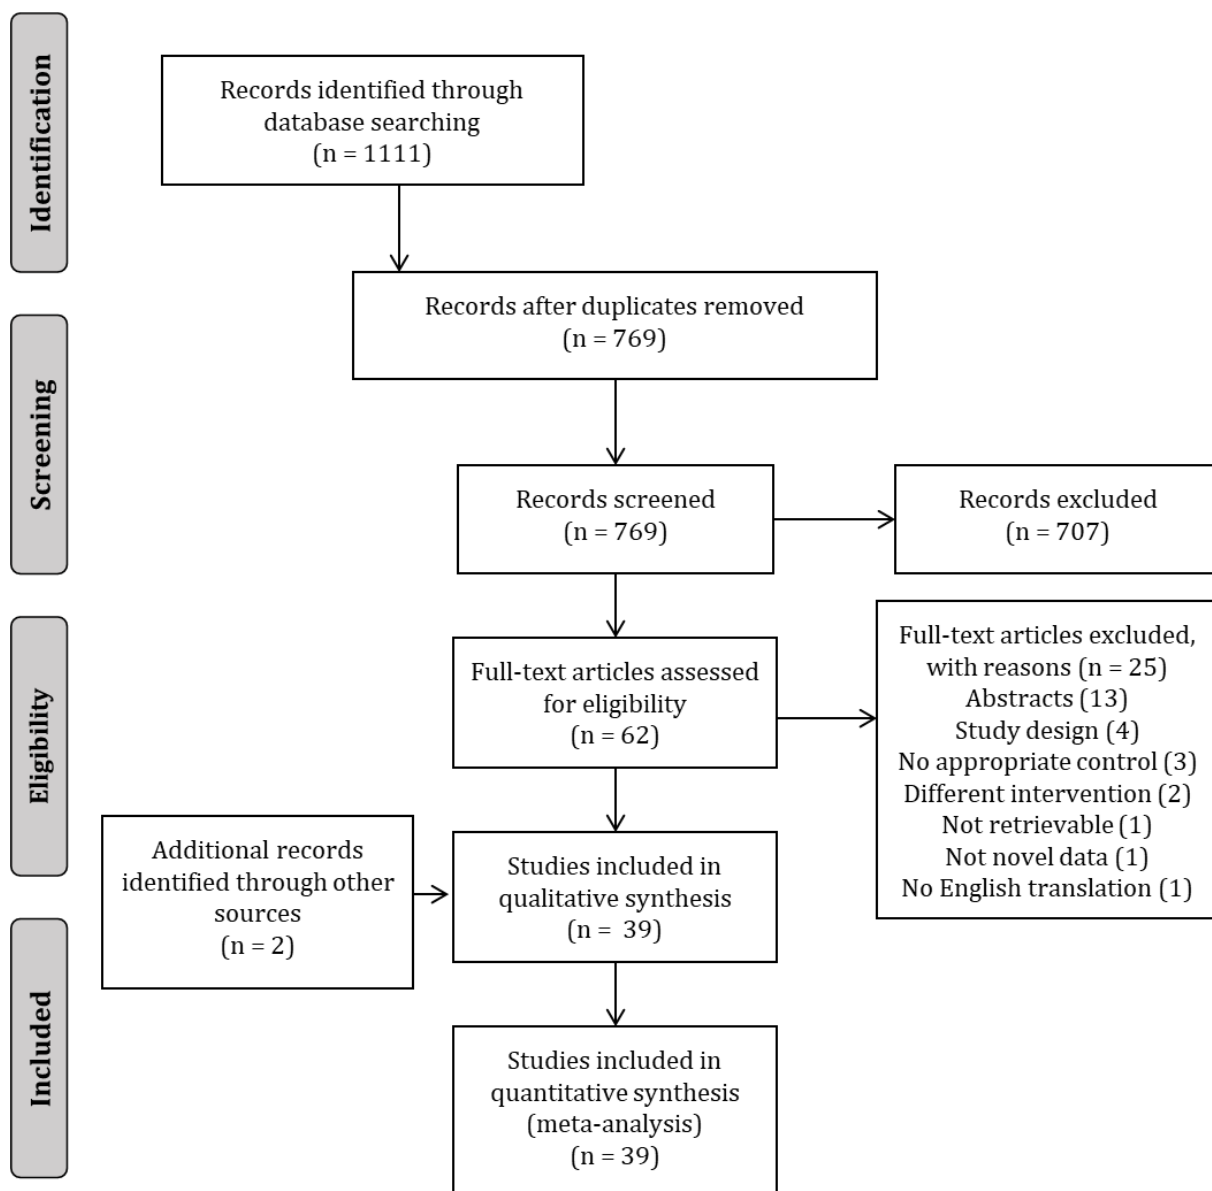 Identification
Records identified through
database searching
(n = 1111)
Records after duplicates removed
(n = 769)
Screening
Records screened
(n = 769)
Records excluded
(n = 707)
Eligibility
Full-text articles assessed
for eligibility
(n = 62)
Full-text articles excluded,
with reasons (n = 25)
Abstracts (13)
Study design (4)
No appropriate control (3)
Different intervention (2)
Not retrievable (1)
Not novel data (1)
No English translation (1)
Additional records
identified through other
sources
(n = 2)
Studies included in
qualitative synthesis
(n = 39)
Included
Studies included in
quantitative synthesis
(meta-analysis)
(n = 39)